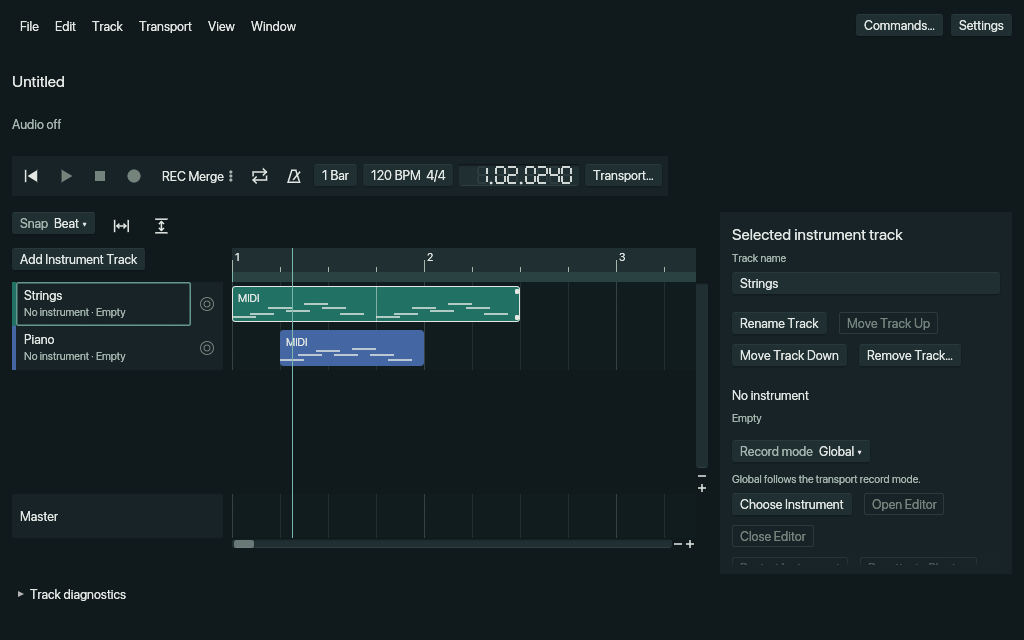 File Edit Track Transport View Window
Commands... Settings
Untitled
Audio off
REC Merge 1 Bar 120 BPM 4/4 1.02.0240 Transport...
Snap Beat
Add Instrument Track
1 2 3
Strings
No instrument · Empty
MIDI
Piano
No instrument · Empty
MIDI
Master
Selected instrument track
Track name
Strings
Rename Track Move Track Up
Move Track Down Remove Track...
No instrument
Empty
Record mode Global
Global follows the transport record mode.
Choose Instrument Open Editor
Close Editor
Track diagnostics